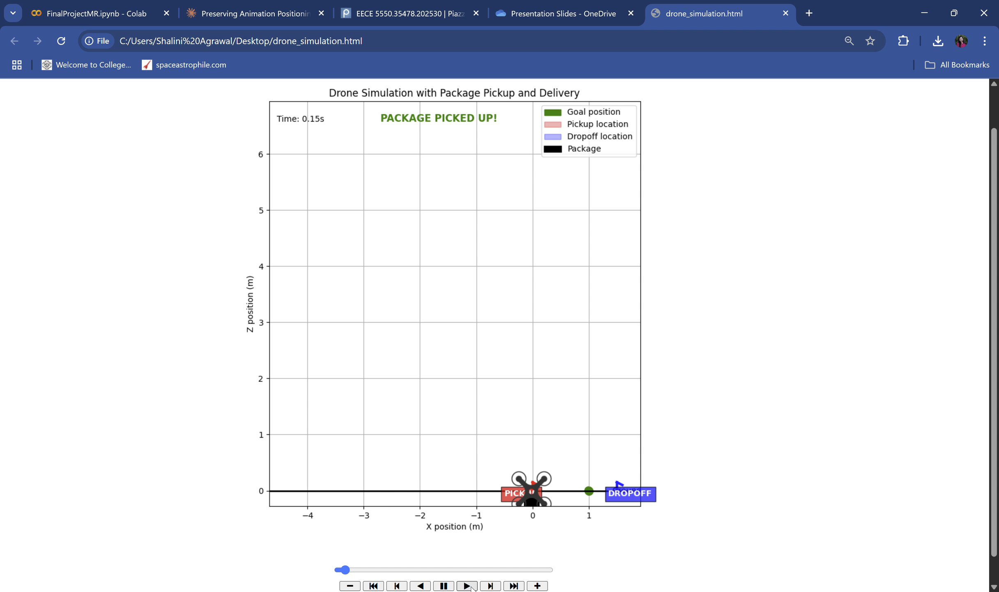 FinalProjectMR.ipynb - Colab
Preserving Animation Positionin
EECE 5550.35478.202530 | Piazz
Presentation Slides - OneDrive
drone_simulation.html
File
C:/Users/Shalini%20Agrawal/Desktop/drone_simulation.html
Welcome to College...
spaceastrophile.com
All Bookmarks
Drone Simulation with Package Pickup and Delivery
Time: 0.15s
PACKAGE PICKED UP!
Goal position
Pickup location
Dropoff location
Package
6
5
4
3
2
1
0
Z position (m)
DROPOFF
−4
−3
−2
−1
0
1
X position (m)